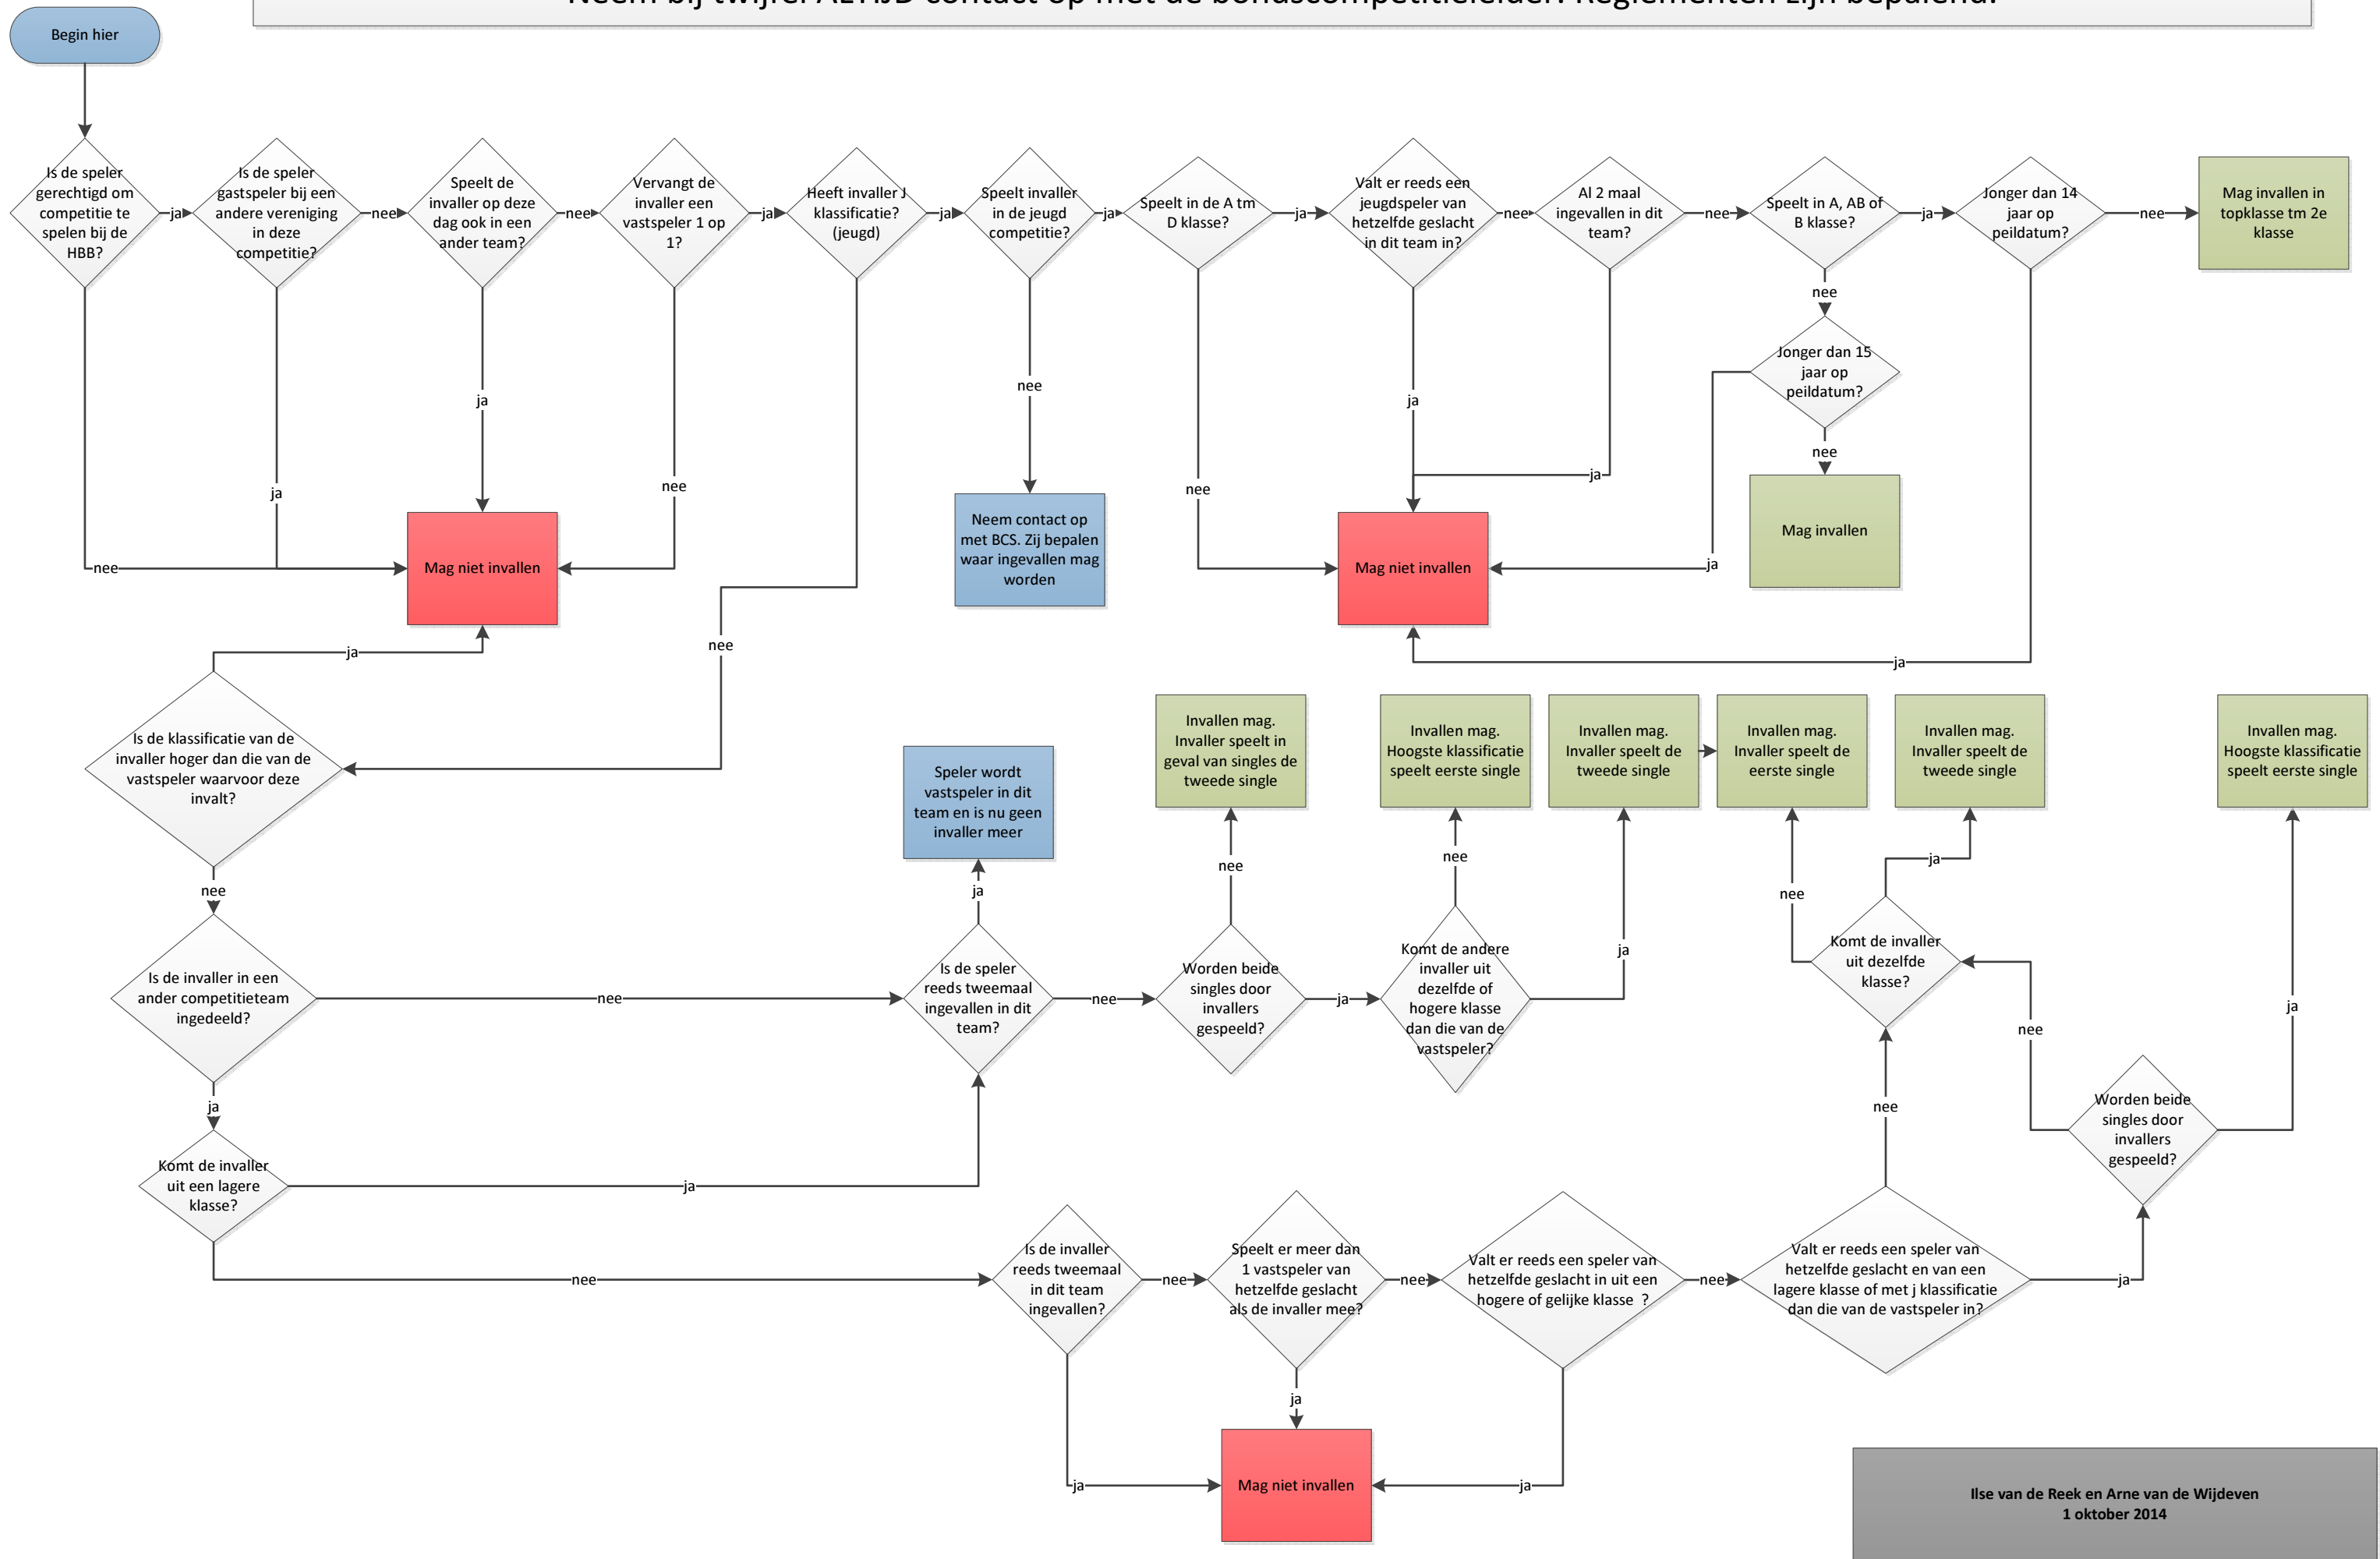 Neem bij twijfel ALTIJD contact op met de bondscompetitieleider. Reglementen zijn bepalend.
Begin hier
Is de speler
gerechtigd om
competitie te
spelen bij de
HBB?
ja
Is de speler
gastspeler bij een
andere vereniging
in deze
competitie?
nee
Speelt de
invaller op deze
dag ook in een
ander team?
nee
Vervangt de
invaller een
vastspeler 1 op
1?
ja
Heeft invaller J
klassificatie?
(jeugd)
ja
Speelt invaller
in de jeugd
competitie?
ja
Speelt in de A tm
D klasse?
ja
Valt er reeds een
jeugdspeler van
hetzelfde geslacht
in dit team in?
nee
Al 2 maal
ingevallen in dit
team?
nee
Speelt in A, AB of
B klasse?
ja
Jonger dan 14
jaar op
peildatum?
nee
Mag invallen in
topklasse tm 2e
klasse
nee
Jonger dan 15
jaar op
peildatum?
nee
Mag invallen
nee
ja
ja
nee
Mag niet invallen
nee
Neem contact op
met BCS. Zij bepalen
waar ingevallen mag
worden
nee
ja
ja
Mag niet invallen
ja
ja
ja
nee
Is de klassificatie van de
invaller hoger dan die van de
vastspeler waarvoor deze
invalt?
nee
Is de invaller in een
ander competitieteam
ingedeeld?
nee
ja
Komt de invaller
uit een lagere
klasse?
ja
nee
Speler wordt
vastspeler in dit
team en is nu geen
invaller meer
ja
Is de speler
reeds tweemaal
ingevallen in dit
team?
nee
Invallen mag.
Invaller speelt in
geval van singles de
tweede single
nee
Worden beide
singles door
invallers
gespeeld?
ja
Invallen mag.
Hoogste klassificatie
speelt eerste single
nee
Komt de andere
invaller uit
dezelfde of
hogere klasse
dan die van de
vastspeler?
ja
Invallen mag.
Invaller speelt de
tweede single
Invallen mag.
Invaller speelt de
eerste single
nee
Invallen mag.
Invaller speelt de
tweede single
ja
Komt de invaller
uit dezelfde
klasse?
nee
nee
Invallen mag.
Hoogste klassificatie
speelt eerste single
ja
Worden beide
singles door
invallers
gespeeld?
Is de invaller
reeds tweemaal
in dit team
ingevallen?
nee
Speelt er meer dan
1 vastspeler van
hetzelfde geslacht
als de invaller mee?
nee
Valt er reeds een speler van
hetzelfde geslacht in uit een
hogere of gelijke klasse ?
nee
Valt er reeds een speler van
hetzelfde geslacht en van een
lagere klasse of met j klassificatie
dan die van de vastspeler in?
ja
ja
ja
ja
Mag niet invallen
Ilse van de Reek en Arne van de Wijdeven
1 oktober 2014